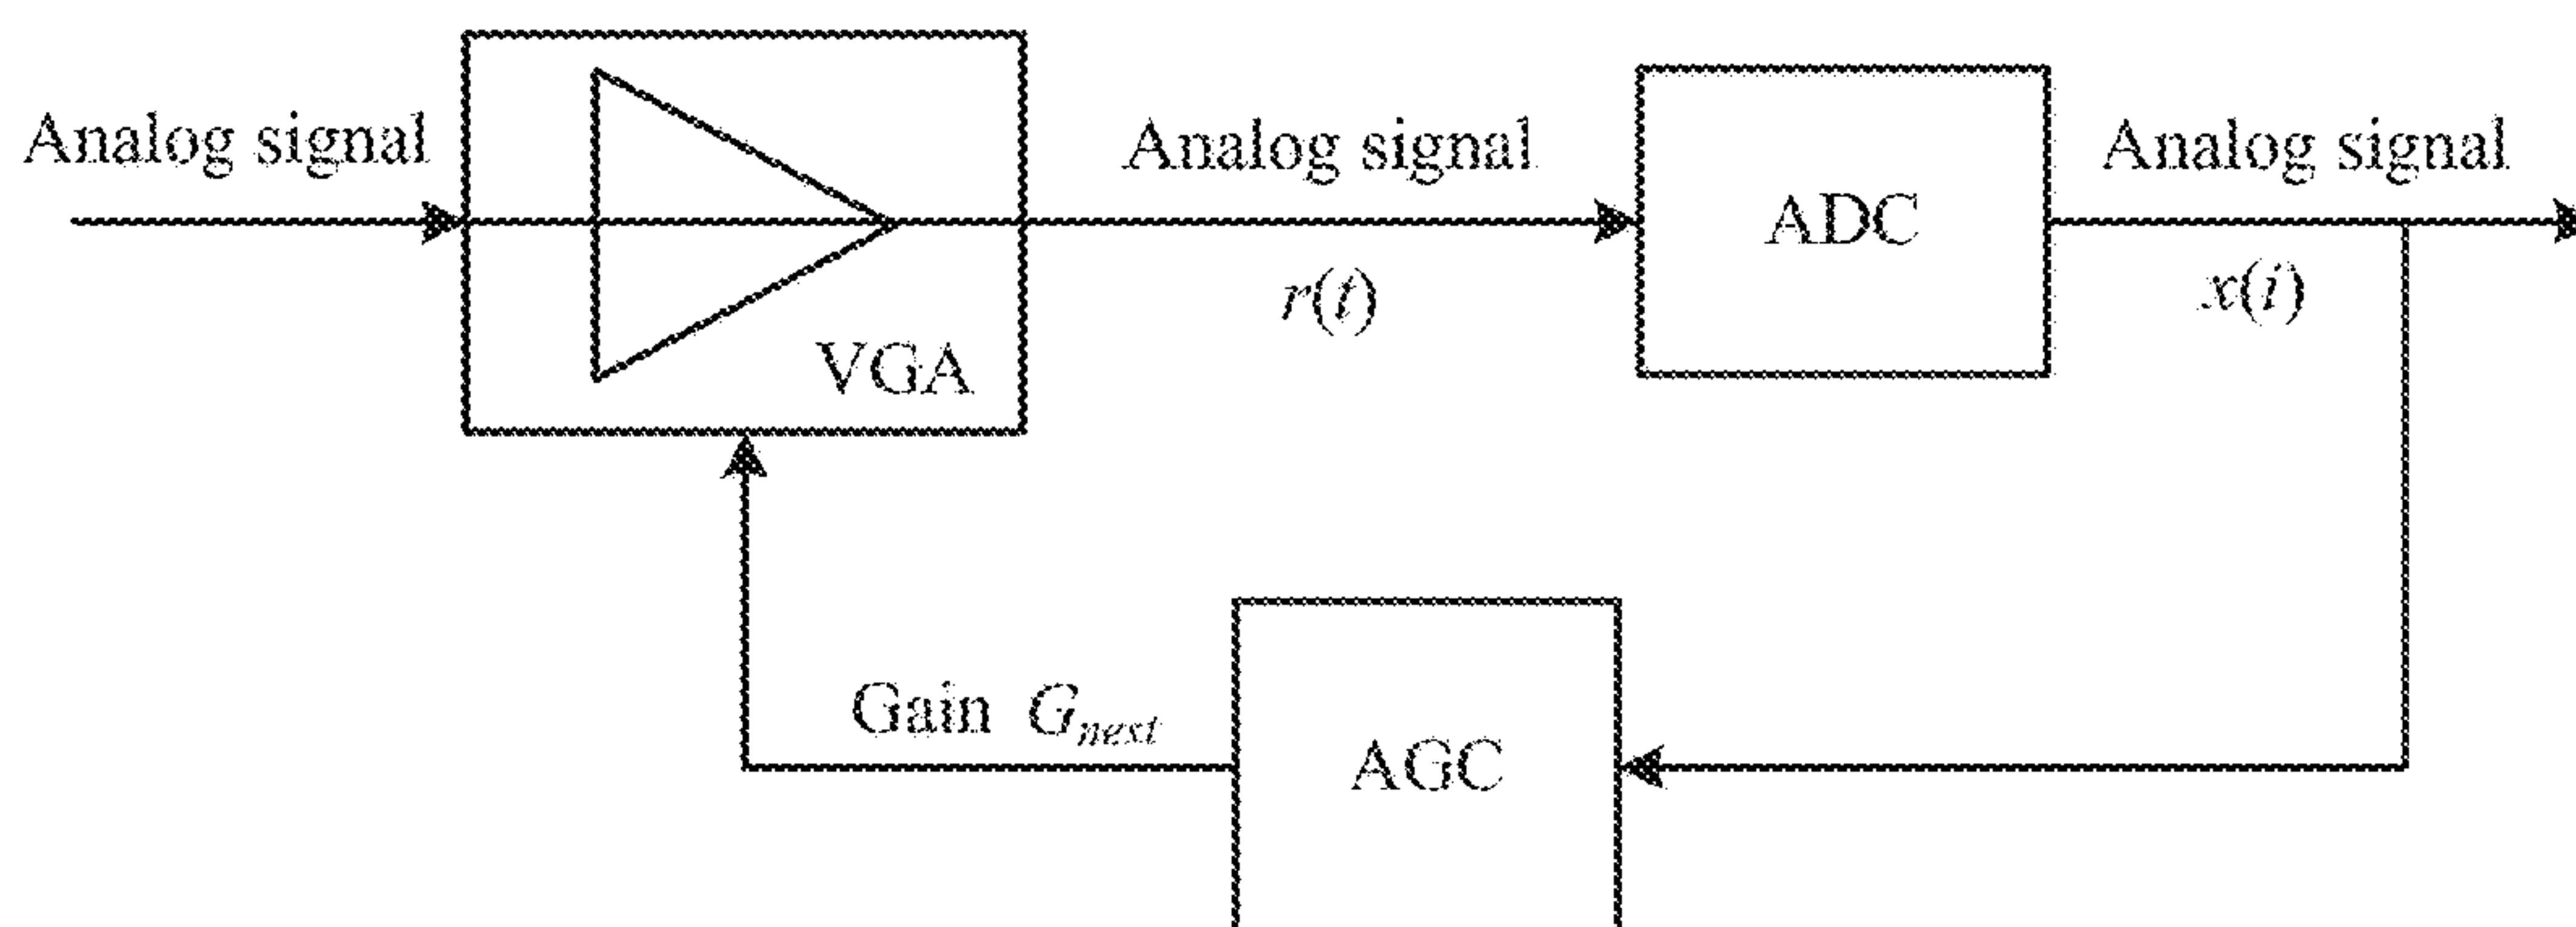 Analog signal
Analog signal
Analog signal
ADC
r(t)
x(i)
VGA
Gain G_next
AGC